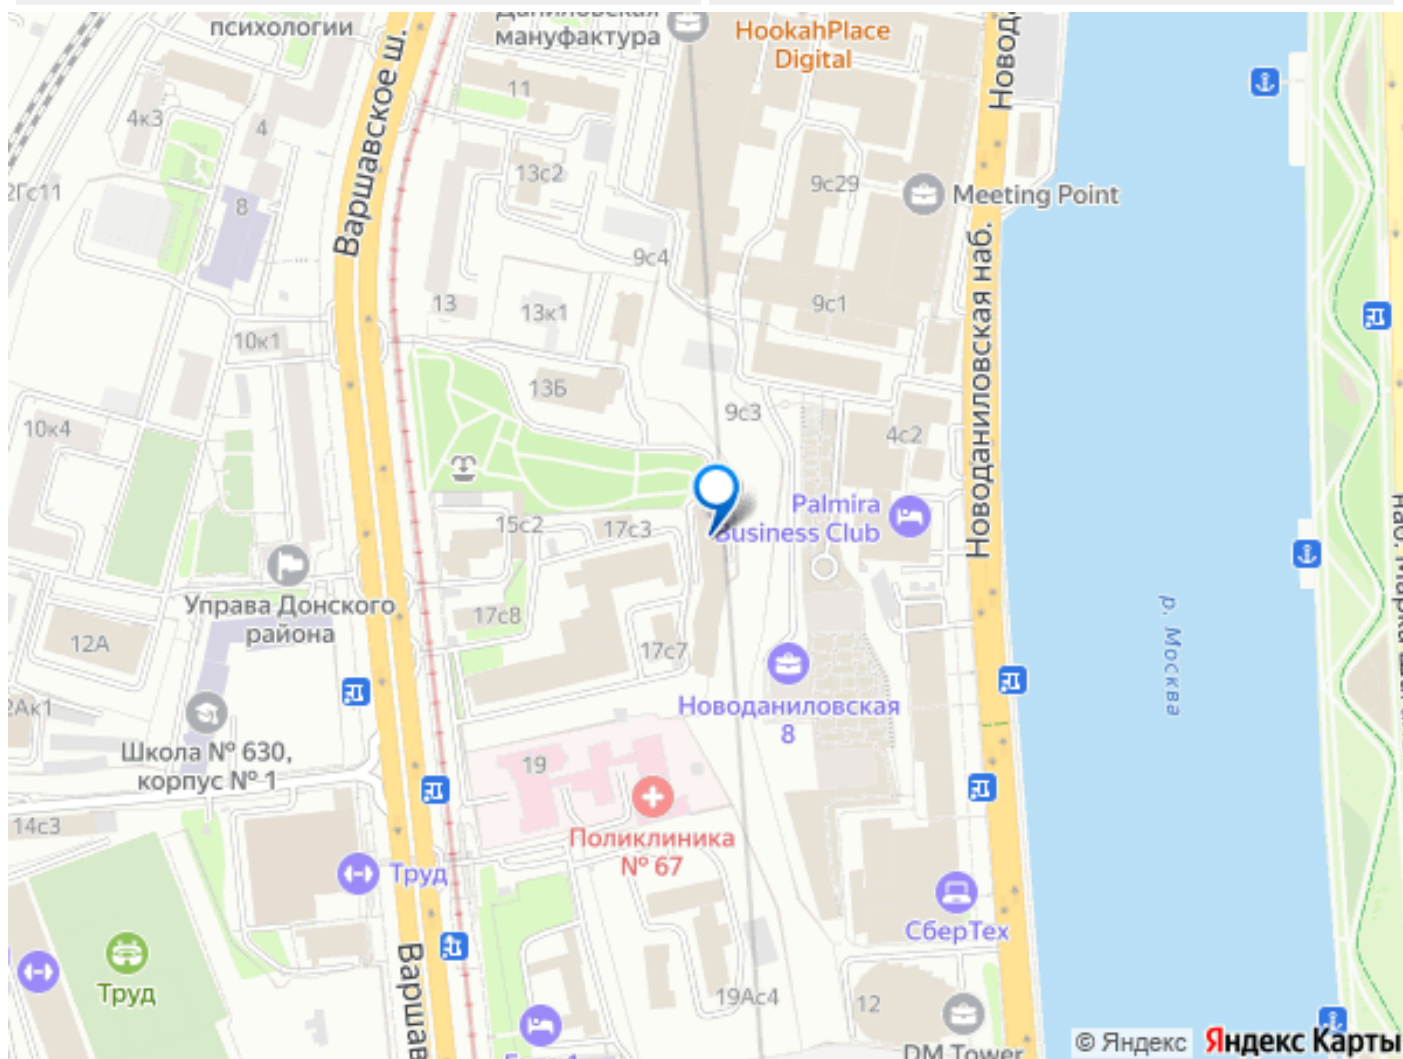 психологии
Даниловская
мануфактура
HookahPlace
Digital
Варшавское ш.
11
4к3
4
13с2
9с29
Meeting Point
2Гс11
8
9с4
Новоданиловская наб.
13
13к1
9с1
10к1
13Б
9с3
10к4
4с2
15с2
17с3
Palmira
Business Club
Управа Донского
района
12А
17с8
17с7
р. Москва
2Ак1
Новоданиловская
8
Школа № 630,
корпус № 1
19
14с3
Поликлиника
№ 67
Труд
СберТех
Труд
19Ас4
12
DM Tower
© Яндекс
Яндекс Карты